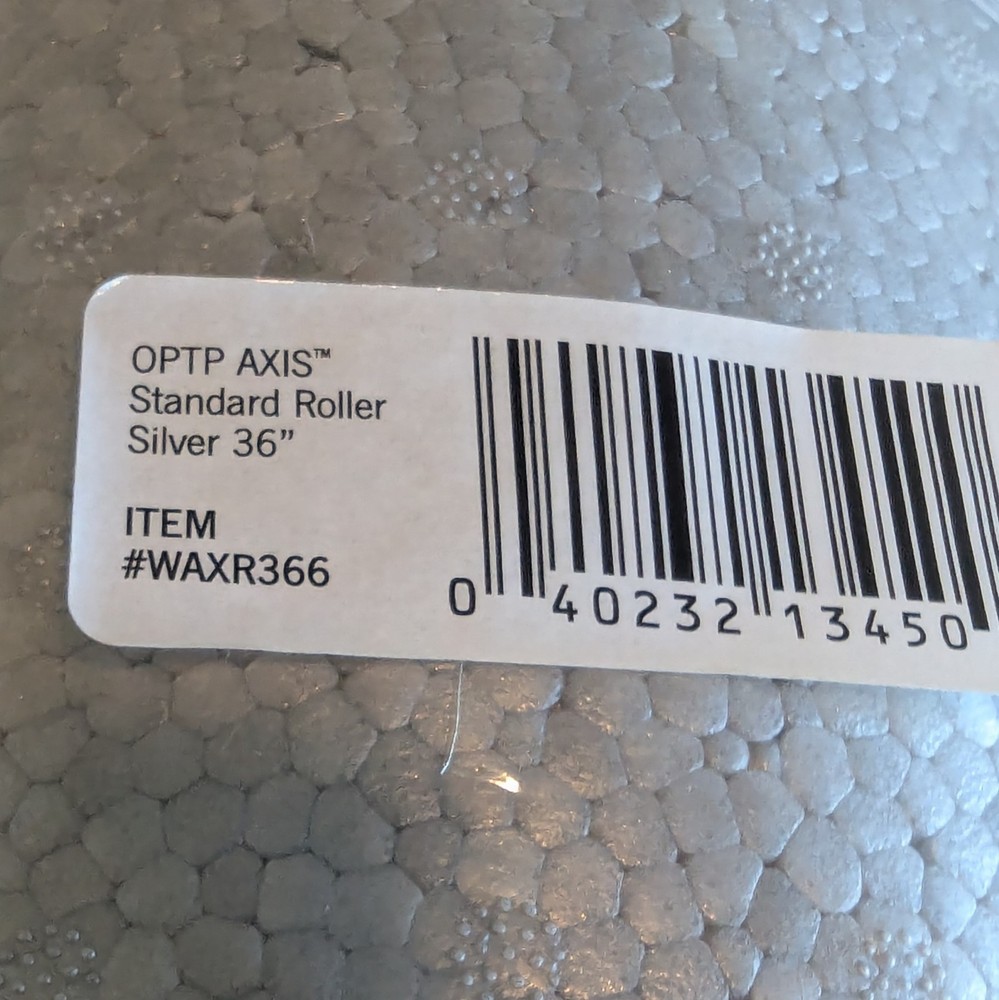 OPTP AXIS™
Standard Roller
Silver 36”
ITEM
#WAXR366
0 40232 13450